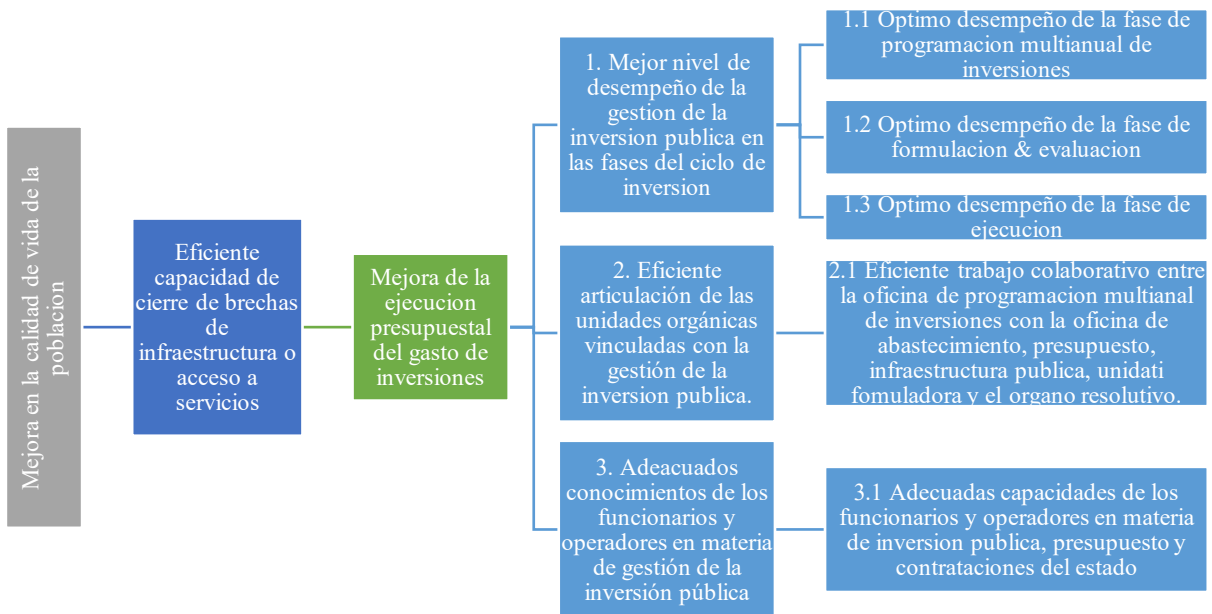 Mejora en la calidad de vida de la
poblacion
Eficiente
capacidad de
cierre de brechas
de
infraestructura o
acceso a
servicios
Mejora de la
ejecucion
presupuestal
del gasto de
inversiones
1. Mejor nivel de
desempeño de la
gestion de la
inversion publica en
las fases del ciclo de
inversion
1.1 Optimo desempeño de la fase de
programacion multianual de
inversiones
1.2 Optimo desempeño de la fase de
formulacion & evaluacion
1.3 Optimo desempeño de la fase de
ejecucion
2. Eficiente
articulación de las
unidades orgánicas
vinculadas con la
gestión de la
inversion publica.
2.1 Eficiente trabajo colaborativo entre
la oficina de programacion multianal
de inversiones con la oficina de
abastecimiento, presupuesto,
infraestructura publica, unidati
fomuladora y el organo resolutivo.
3. Adeacuados
conocimientos de los
funcionarios y
operadores en materia
de gestión de la
inversión pública
3.1 Adecuadas capacidades de los
funcionarios y operadores en materia
de inversion publica, presupuesto y
contrataciones del estado